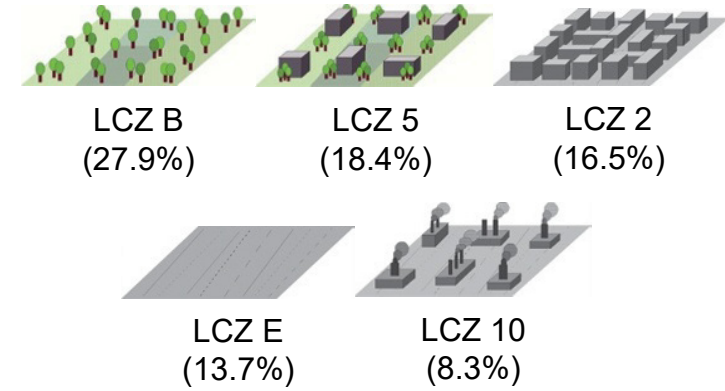 LCZ B
(27.9%)
LCZ 5
(18.4%)
LCZ 2
(16.5%)
LCZ E
(13.7%)
LCZ 10
(8.3%)